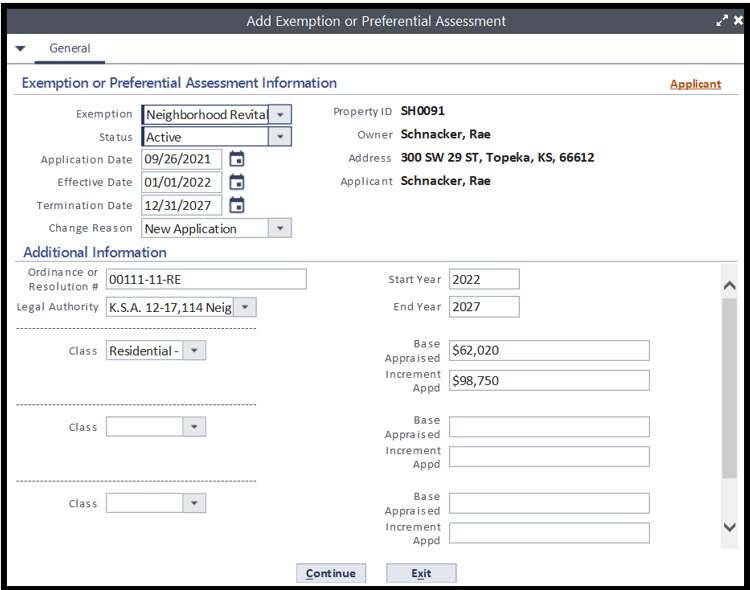 Add Exemption or Preferential Assessment
General
Exemption or Preferential Assessment Information
Applicant
Exemption Neighborhood Revital
Property ID SH0091
Status Active
Owner Schnacker, Rae
Application Date 09/26/2021
Address 300 SW 29 ST, Topeka, KS, 66612
Effective Date 01/01/2022
Applicant Schnacker, Rae
Termination Date 12/31/2027
Change Reason New Application
Additional Information
Ordinance or
Resolution # 00111-11-RE
Start Year 2022
Legal Authority K.S.A. 12-17,114 Neig
End Year 2027
Class Residential -
Base
Appraised $62,020
Increment
Appd $98,750
Class
Base
Appraised
Increment
Appd
Class
Base
Appraised
Increment
Appd
Continue
Exit